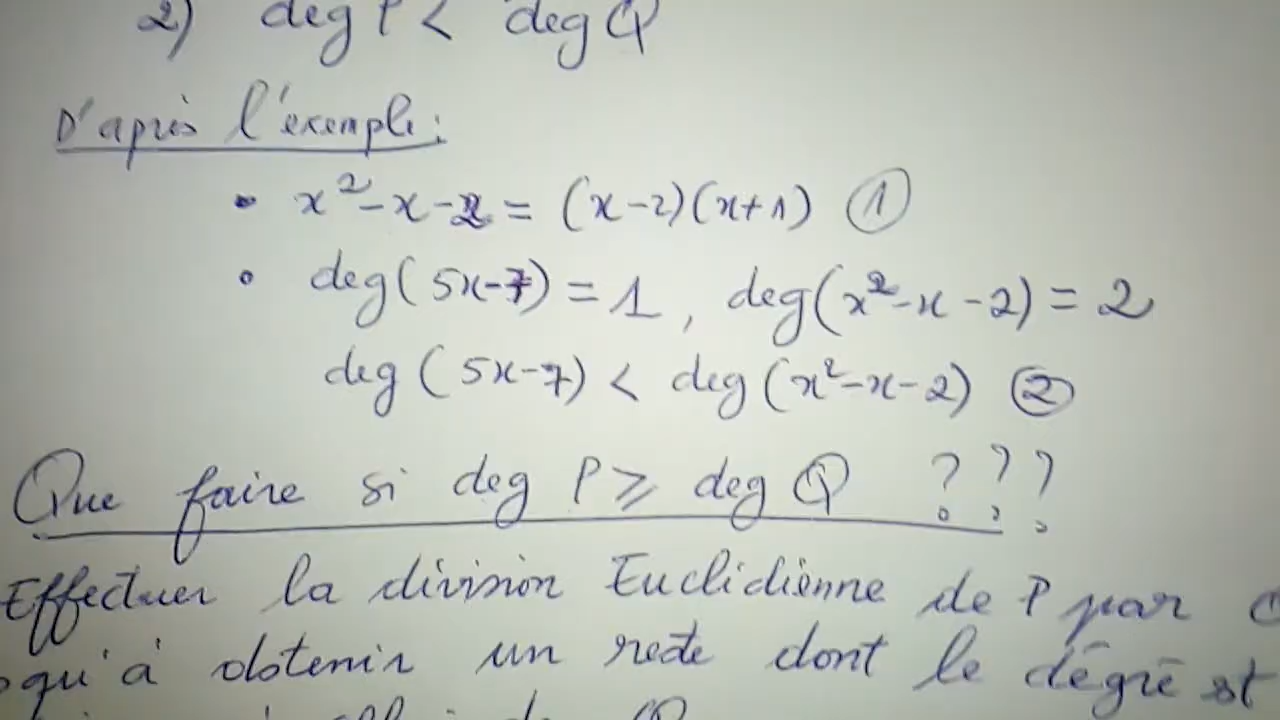 2) deg P < deg Q
D'après l'exemple:
• x² - x - 2 = (x-2)(x+1) ①
• deg(5x-7) = 1, deg(x²-x-2) = 2
deg(5x-7) < deg(x²-x-2) ②
Que faire si deg P ⩾ deg Q ???
Effectuer la division Euclidienne de P par
qu'à obtenir un reste dont le dégré est